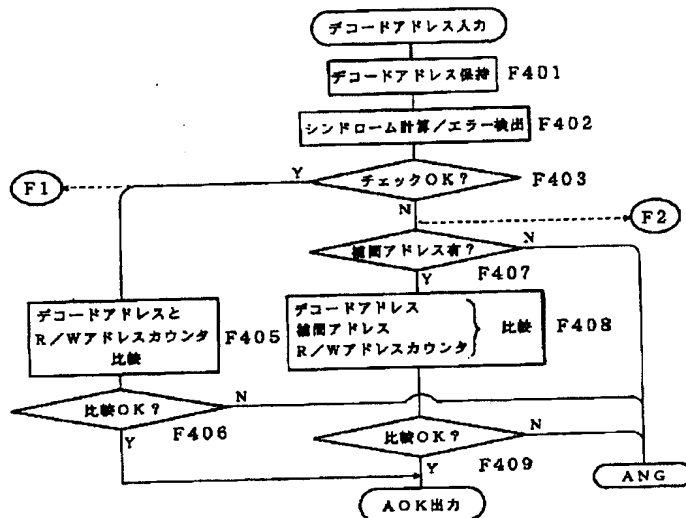 デコードアドレス入力
デコードアドレス保持 F401
シンドローム計算/エラー検出 F402
Y
チェックOK? F403
F1
N
F2
補間アドレス有? N
Y F407
デコードアドレスと
R/Wアドレスカウンタ
比較
F405
デコードアドレス
補間アドレス
R/Wアドレスカウンタ
比較
F408
比較OK? N
Y F406
比較OK? N
Y F409
ANG
AOK出力